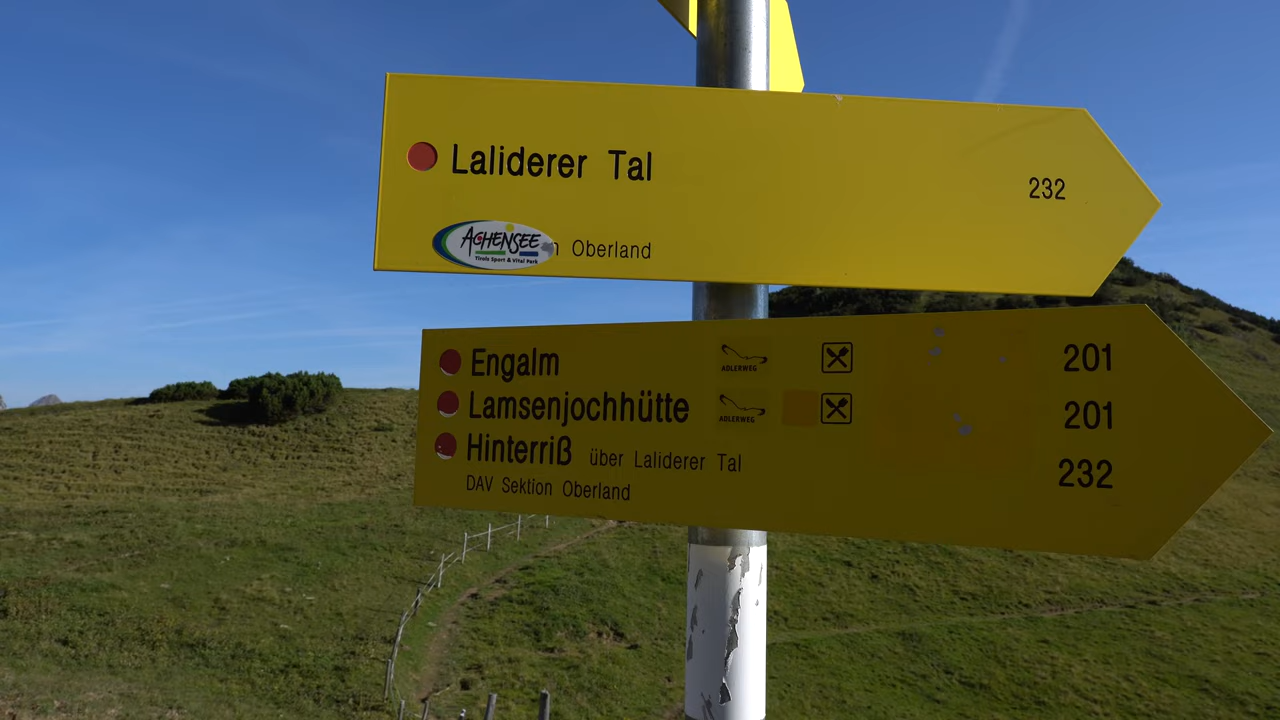 Laliderer Tal
232
ACHENSEE
Tirols Sport & Vital Park
Oberland
Engalm ADLERWEG 201
Lamsenjochhütte ADLERWEG 201
Hinterriß über Laliderer Tal 232
DAV Sektion Oberland